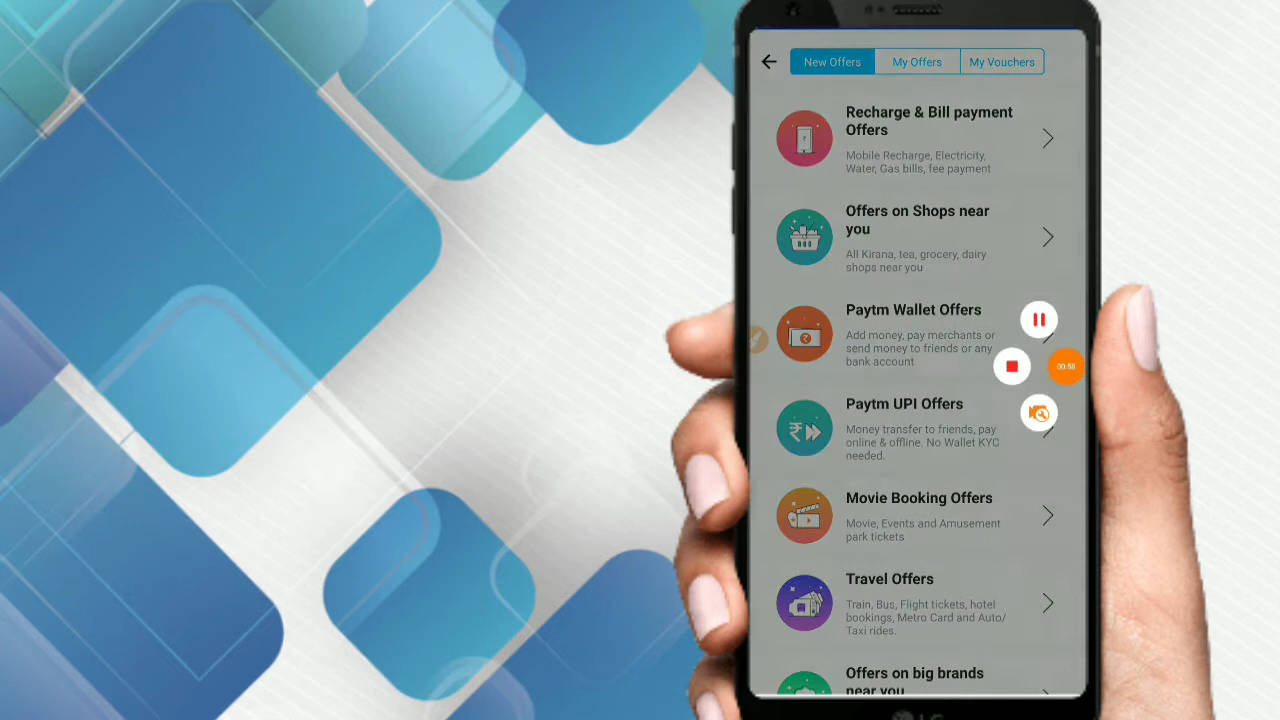 New Offers
My Offers
My Vouchers
Recharge & Bill payment
Offers
Mobile Recharge, Electricity,
Water, Gas bills, fee payment
Offers on Shops near
you
All Kirana, tea, grocery, dairy
shops near you
Paytm Wallet Offers
Add money, pay merchants or
send money to friends or any
bank account
00:58
Paytm UPI Offers
Money transfer to friends, pay
online & offline. No Wallet KYC
needed.
Movie Booking Offers
Movie, Events and Amusement
park tickets
Travel Offers
Train, Bus, Flight tickets, hotel
bookings, Metro Card and Auto/
Taxi rides.
Offers on big brands
near you
LG